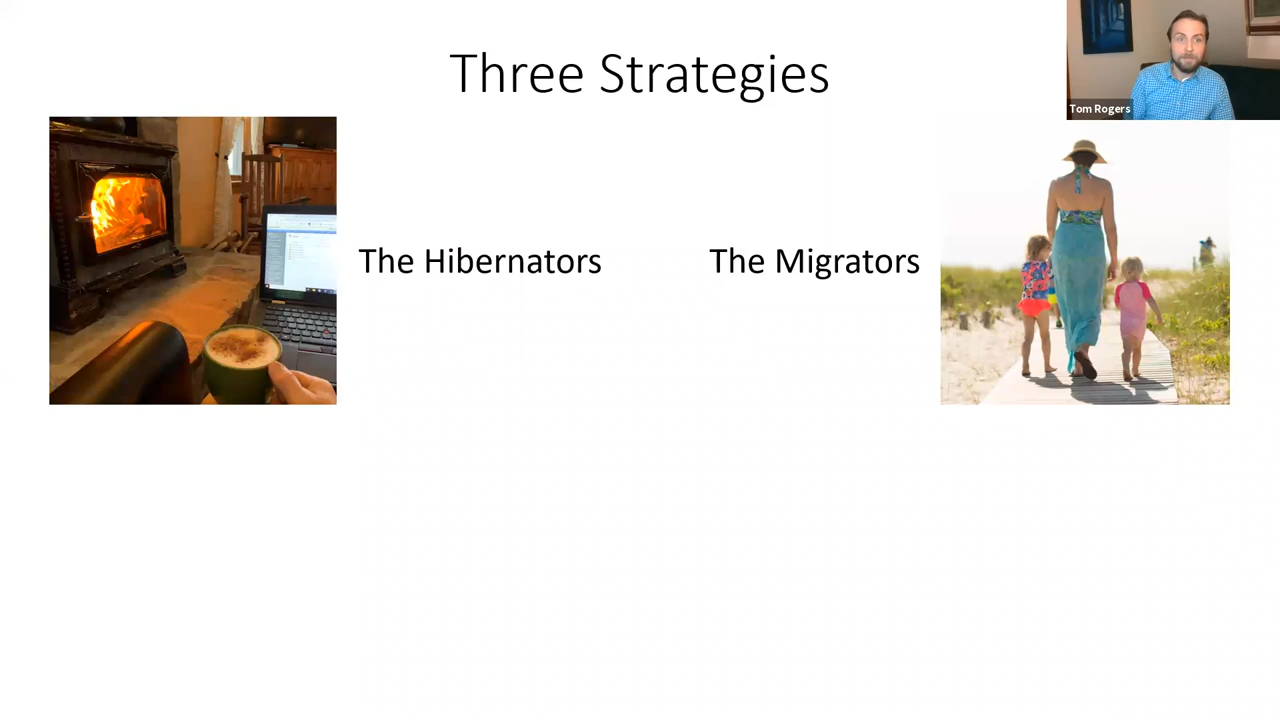 Three Strategies
Tom Rogers
The Hibernators
The Migrators